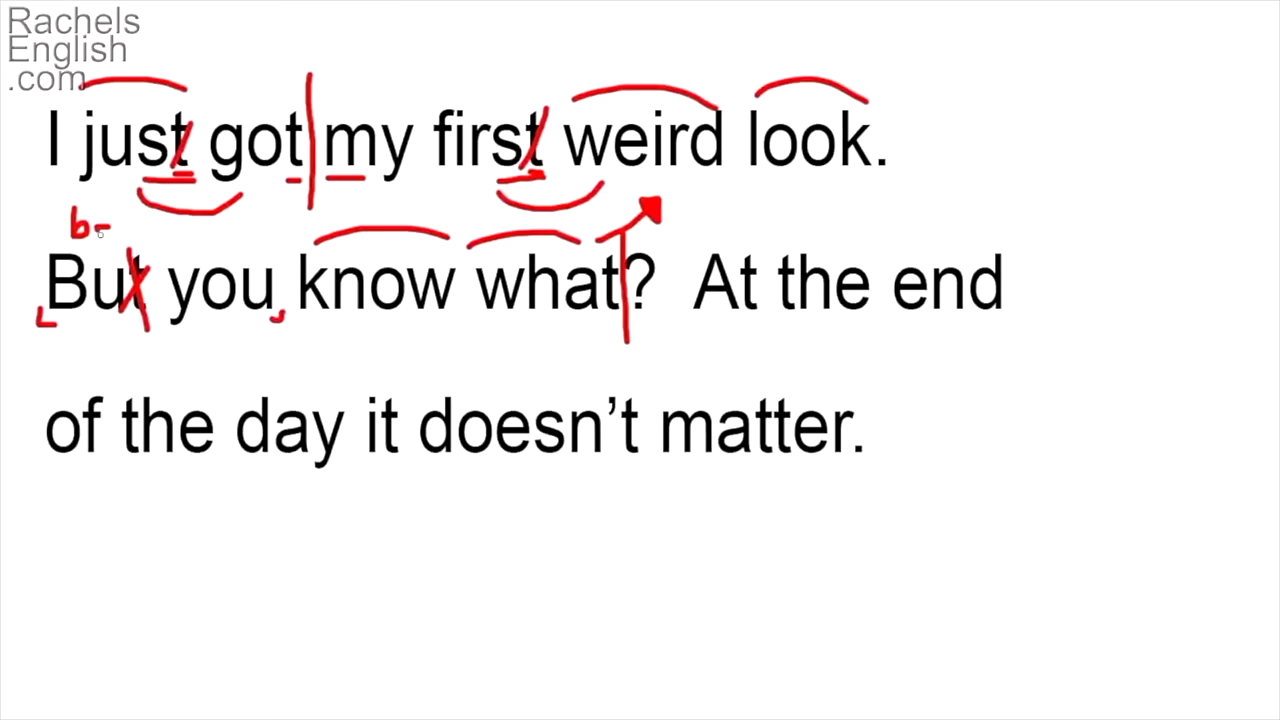 Rachels
English
.com
I just got my first weird look.
b-
But you, know what? At the end
of the day it doesn't matter.